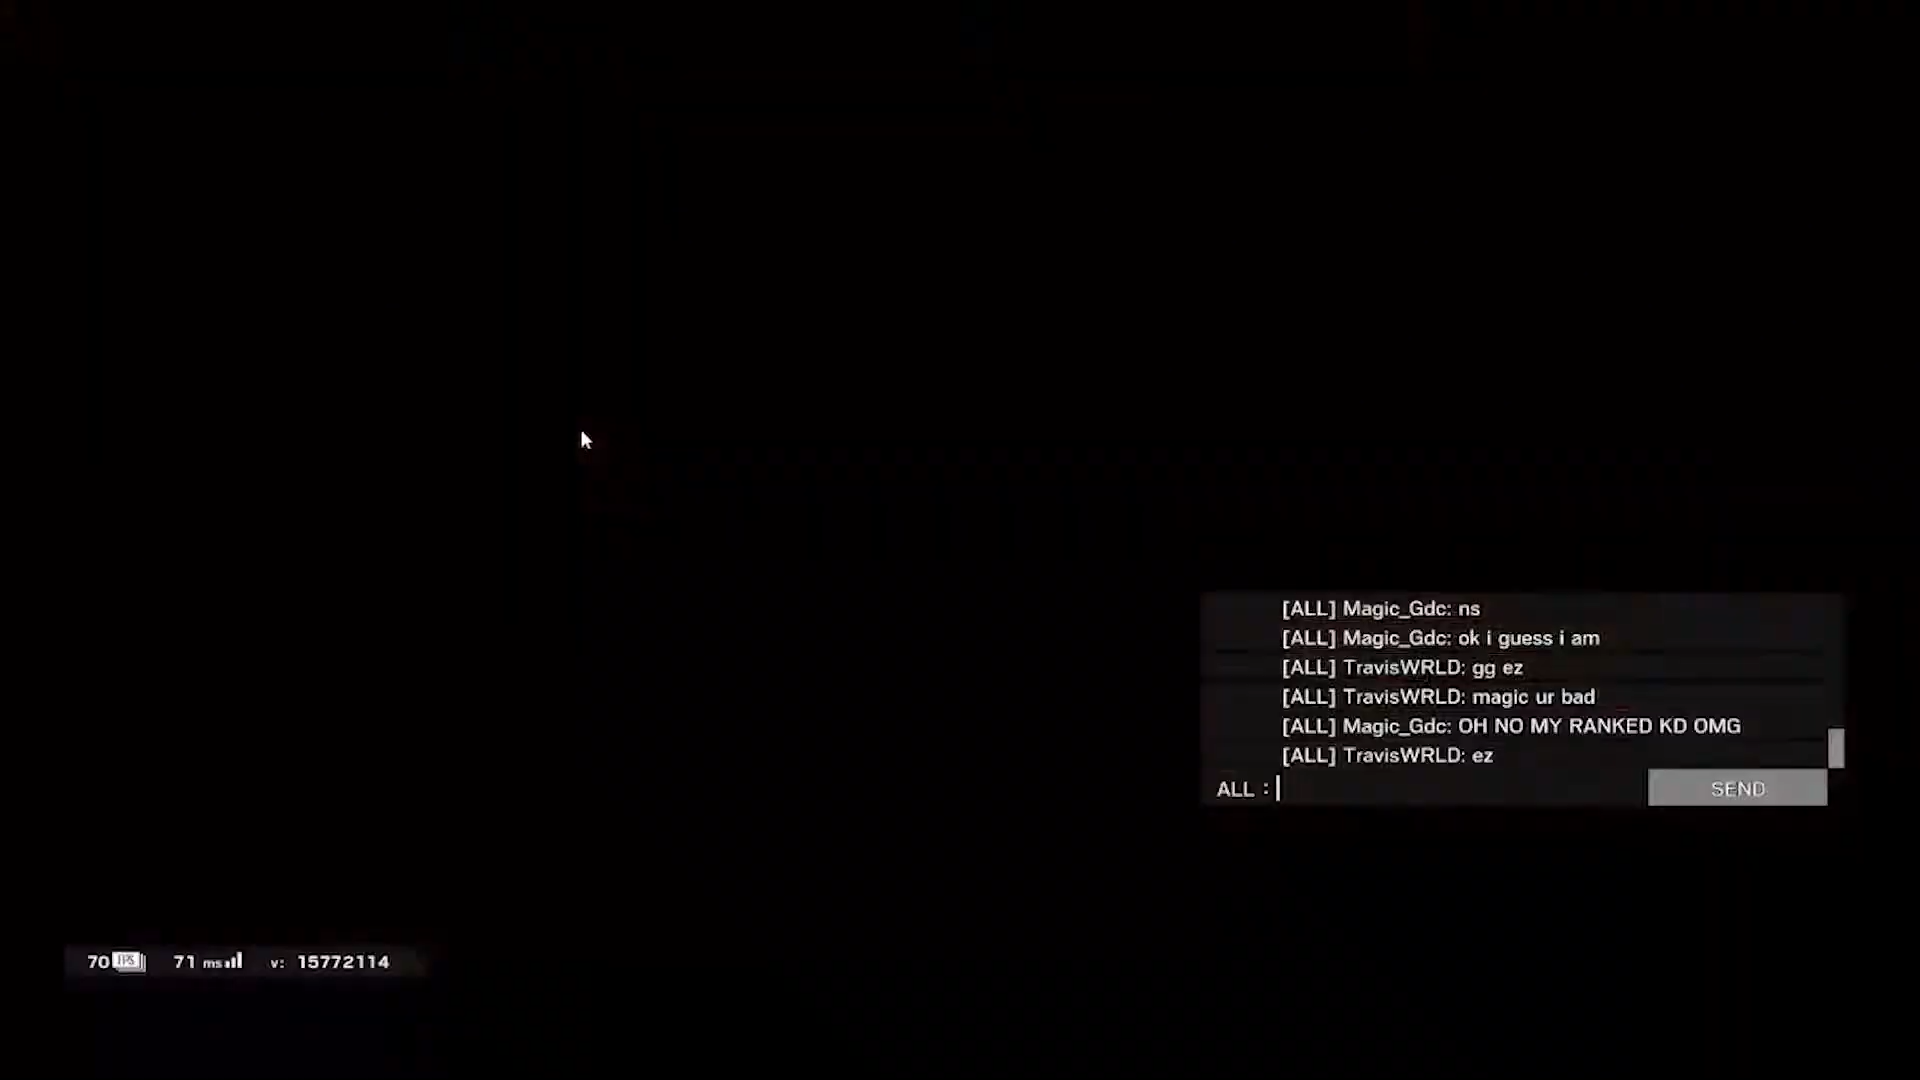 [ALL] Magic_Gdc: ns
[ALL] Magic_Gdc: ok i guess i am
[ALL] TravisWRLD: gg ez
[ALL] TravisWRLD: magic ur bad
[ALL] Magic_Gdc: OH NO MY RANKED KD OMG
[ALL] TravisWRLD: ez
ALL : SEND
70 FPS 71 ms v: 15772114